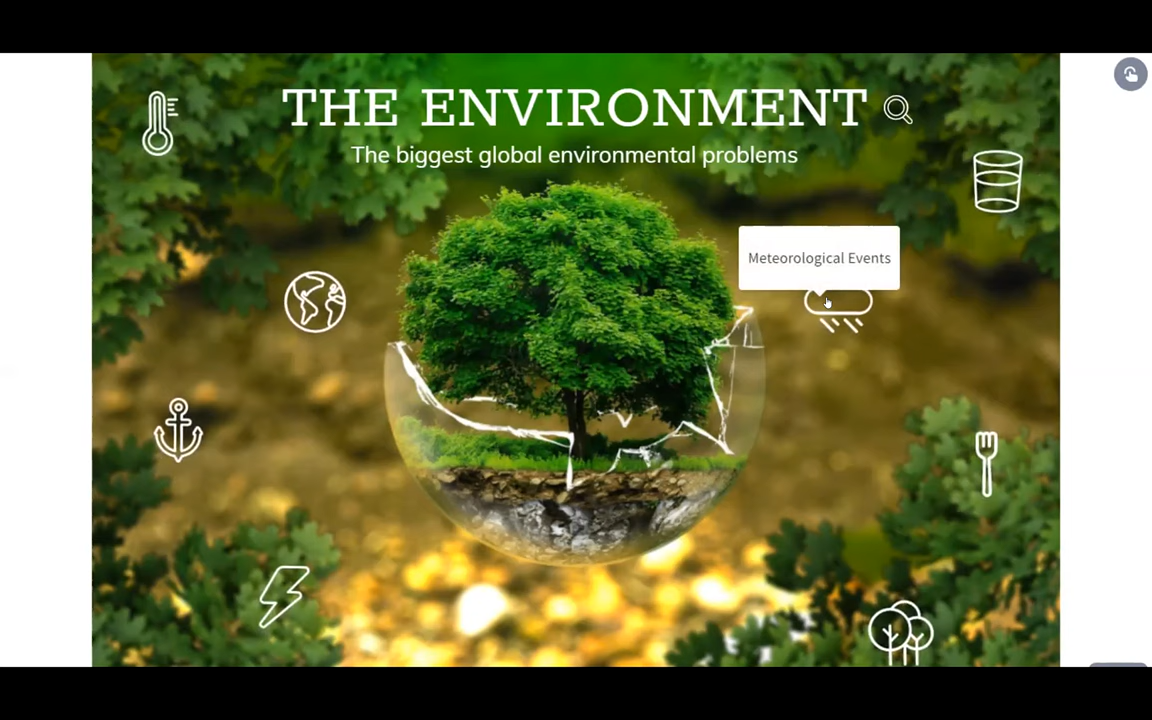 THE ENVIRONMENT
The biggest global environmental problems
Meteorological Events